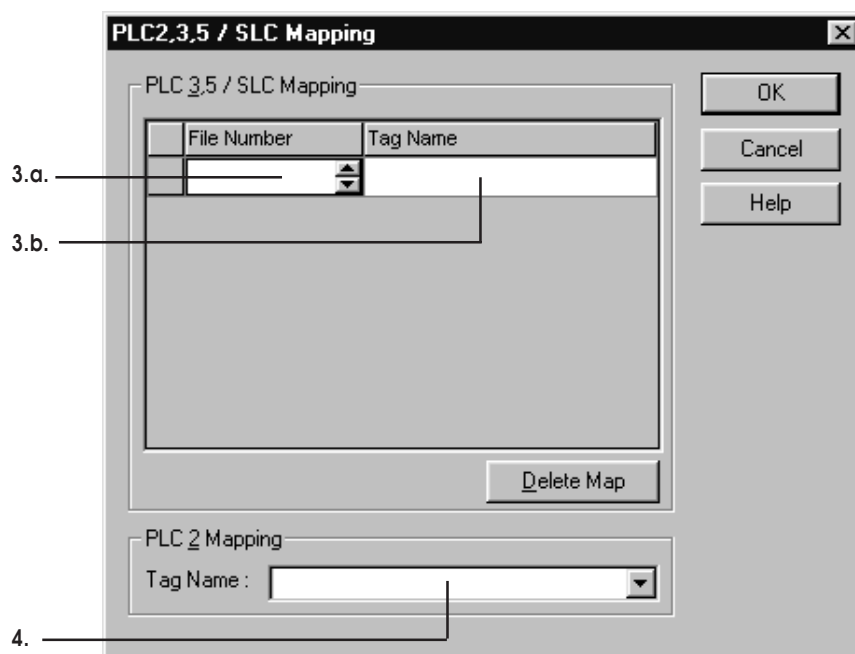 PLC2,3,5 / SLC Mapping
PLC 3,5 / SLC Mapping
OK
File Number Tag Name
Cancel
3.a.
Help
3.b.
Delete Map
PLC 2 Mapping
Tag Name :
4.